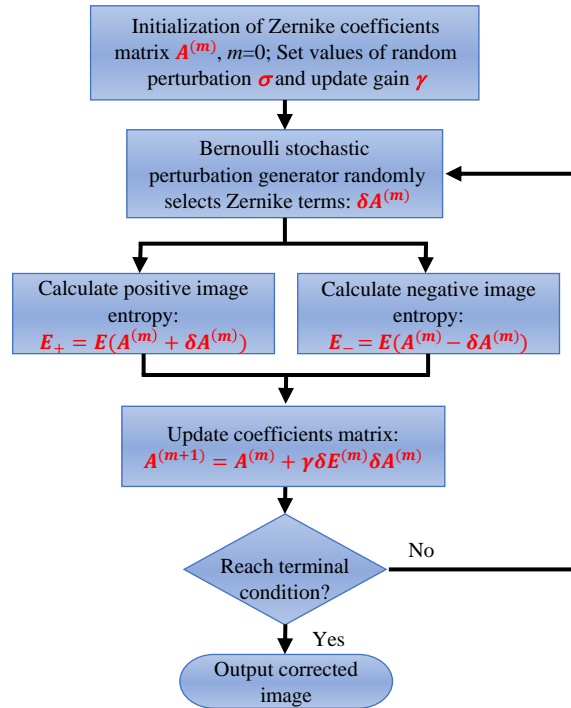 Initialization of Zernike coefficients
matrix A^(m), m=0; Set values of random
perturbation σ and update gain γ
Bernoulli stochastic
perturbation generator randomly
selects Zernike terms: δA^(m)
Calculate positive image
entropy:
E₊ = E(A^(m) + δA^(m))
Calculate negative image
entropy:
E₋ = E(A^(m) − δA^(m))
Update coefficients matrix:
A^(m+1) = A^(m) + γδE^(m)δA^(m)
Reach terminal
condition?
No
Yes
Output corrected
image